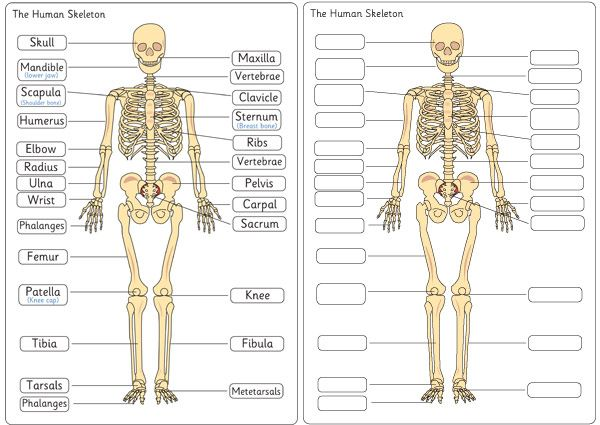 The Human Skeleton
Skull
Mandible
(lower jaw)
Scapula
(Shoulder bone)
Humerus
Elbow
Radius
Ulna
Wrist
Phalanges
Femur
Patella
(Knee cap)
Tibia
Tarsals
Phalanges
Maxilla
Vertebrae
Clavicle
Sternum
(Breast bone)
Ribs
Vertebrae
Pelvis
Carpal
Sacrum
Knee
Fibula
Metetarsals
The Human Skeleton